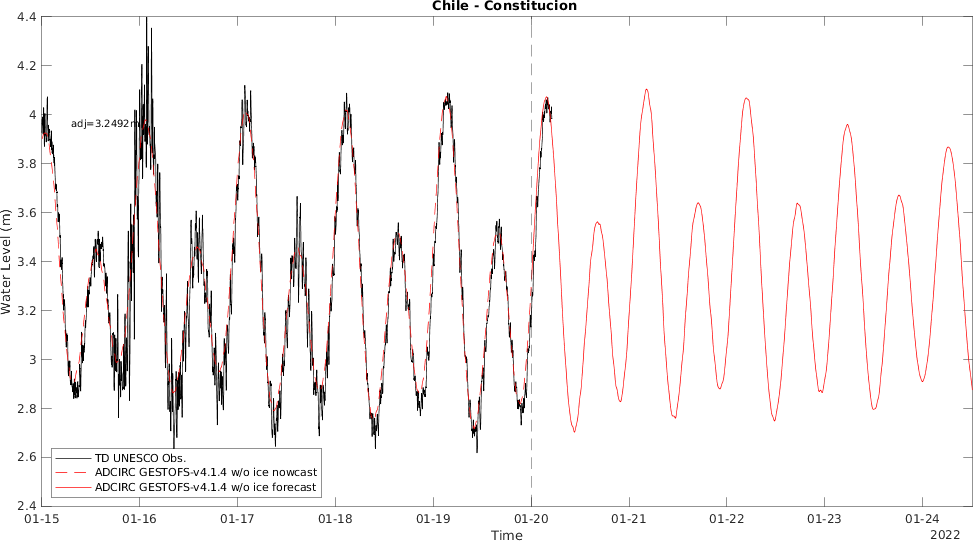 Chile - Constitucion
4.4
4.2
4
3.8
3.6
3.4
3.2
3
2.8
2.6
2.4
Water Level (m)
adj=3.2492m
TD UNESCO Obs.
ADCIRC GESTOFS-v4.1.4 w/o ice nowcast
ADCIRC GESTOFS-v4.1.4 w/o ice forecast
01-15 01-16 01-17 01-18 01-19 01-20 01-21 01-22 01-23 01-24
Time
2022